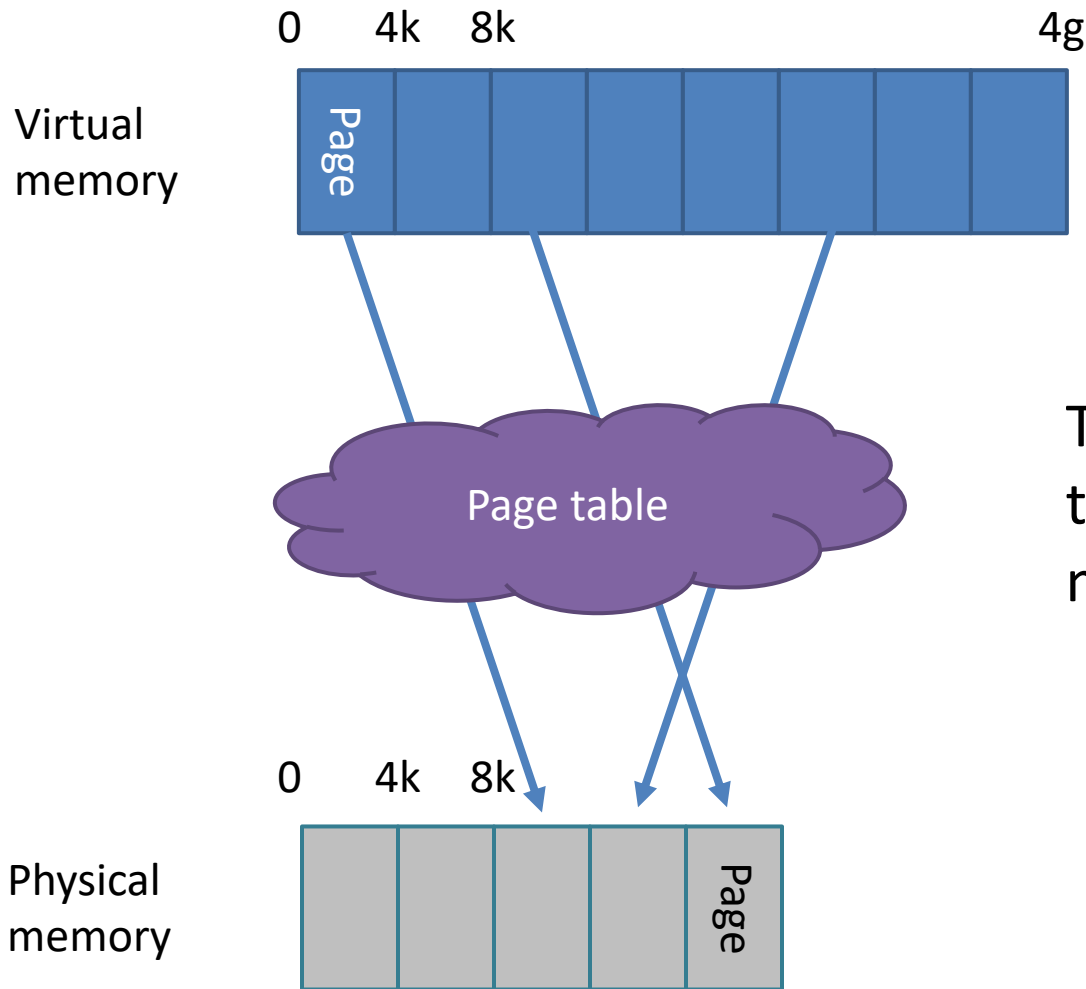 0 4k 8k 4g
Virtual
memory
Page
Page table
0 4k 8k
Physical
memory
Page